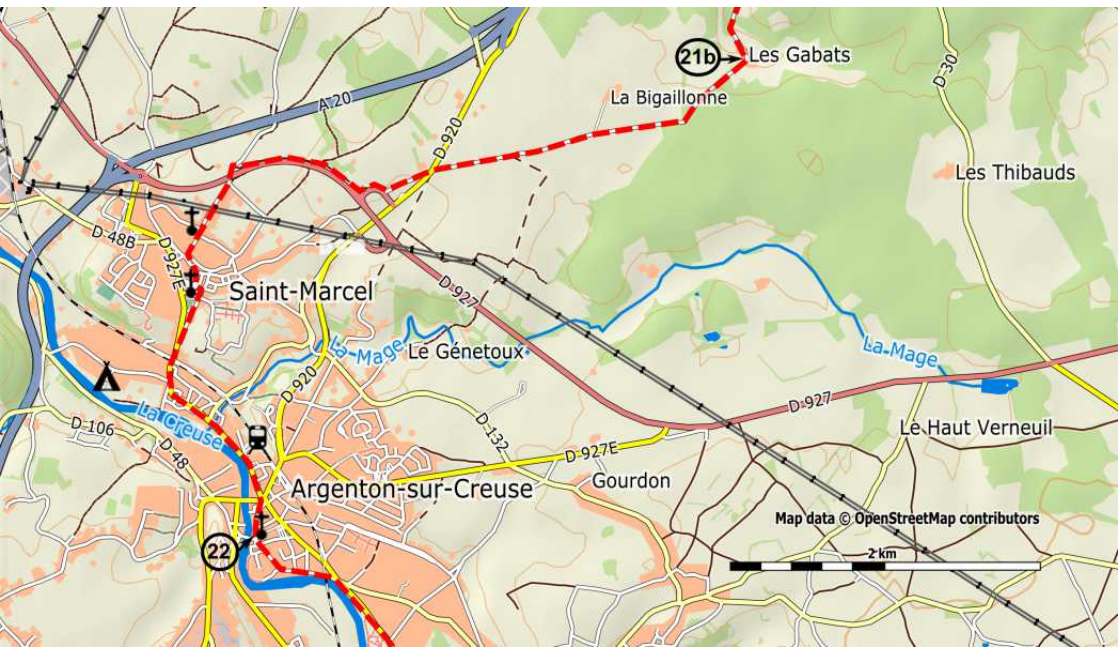 21b
Les Gabats
La Bigaillonne
D 30
A 20
D 920
Les Thibauds
D 48B
D 927E
Saint-Marcel
D 927
La Mage
Le Génetoux
La Mage
D 920
D 927
La Creuse
D 106
D 48
D 132
Le Haut Verneuil
D 927E
Gourdon
Argenton-sur-Creuse
Map data © OpenStreetMap contributors
22
2 km